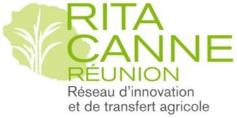 RITA
CANNE
RÉUNION
Réseau d'innovation
et de transfert agricole